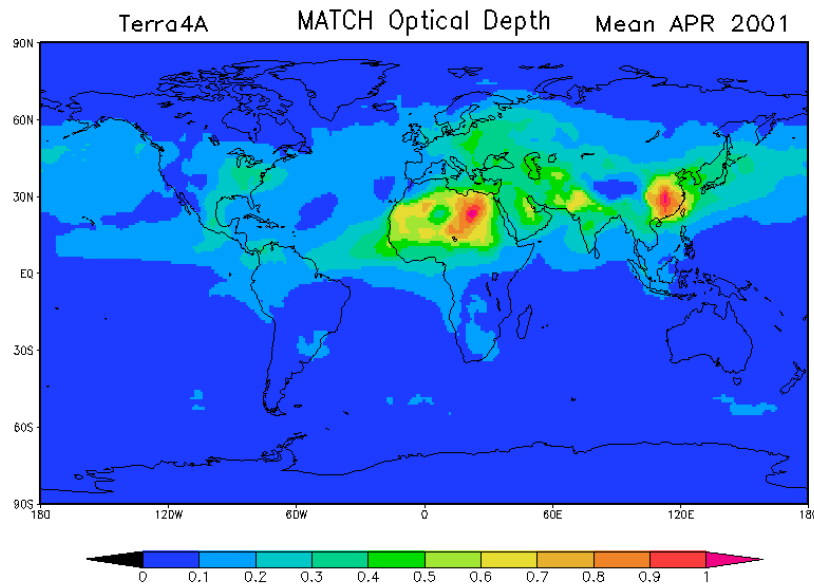 Terra4A MATCH Optical Depth Mean APR 2001
90N
60N
30N
EQ
30S
60S
90S
180 120W 60W 0 60E 120E 180
0 0.1 0.2 0.3 0.4 0.5 0.6 0.7 0.8 0.9 1